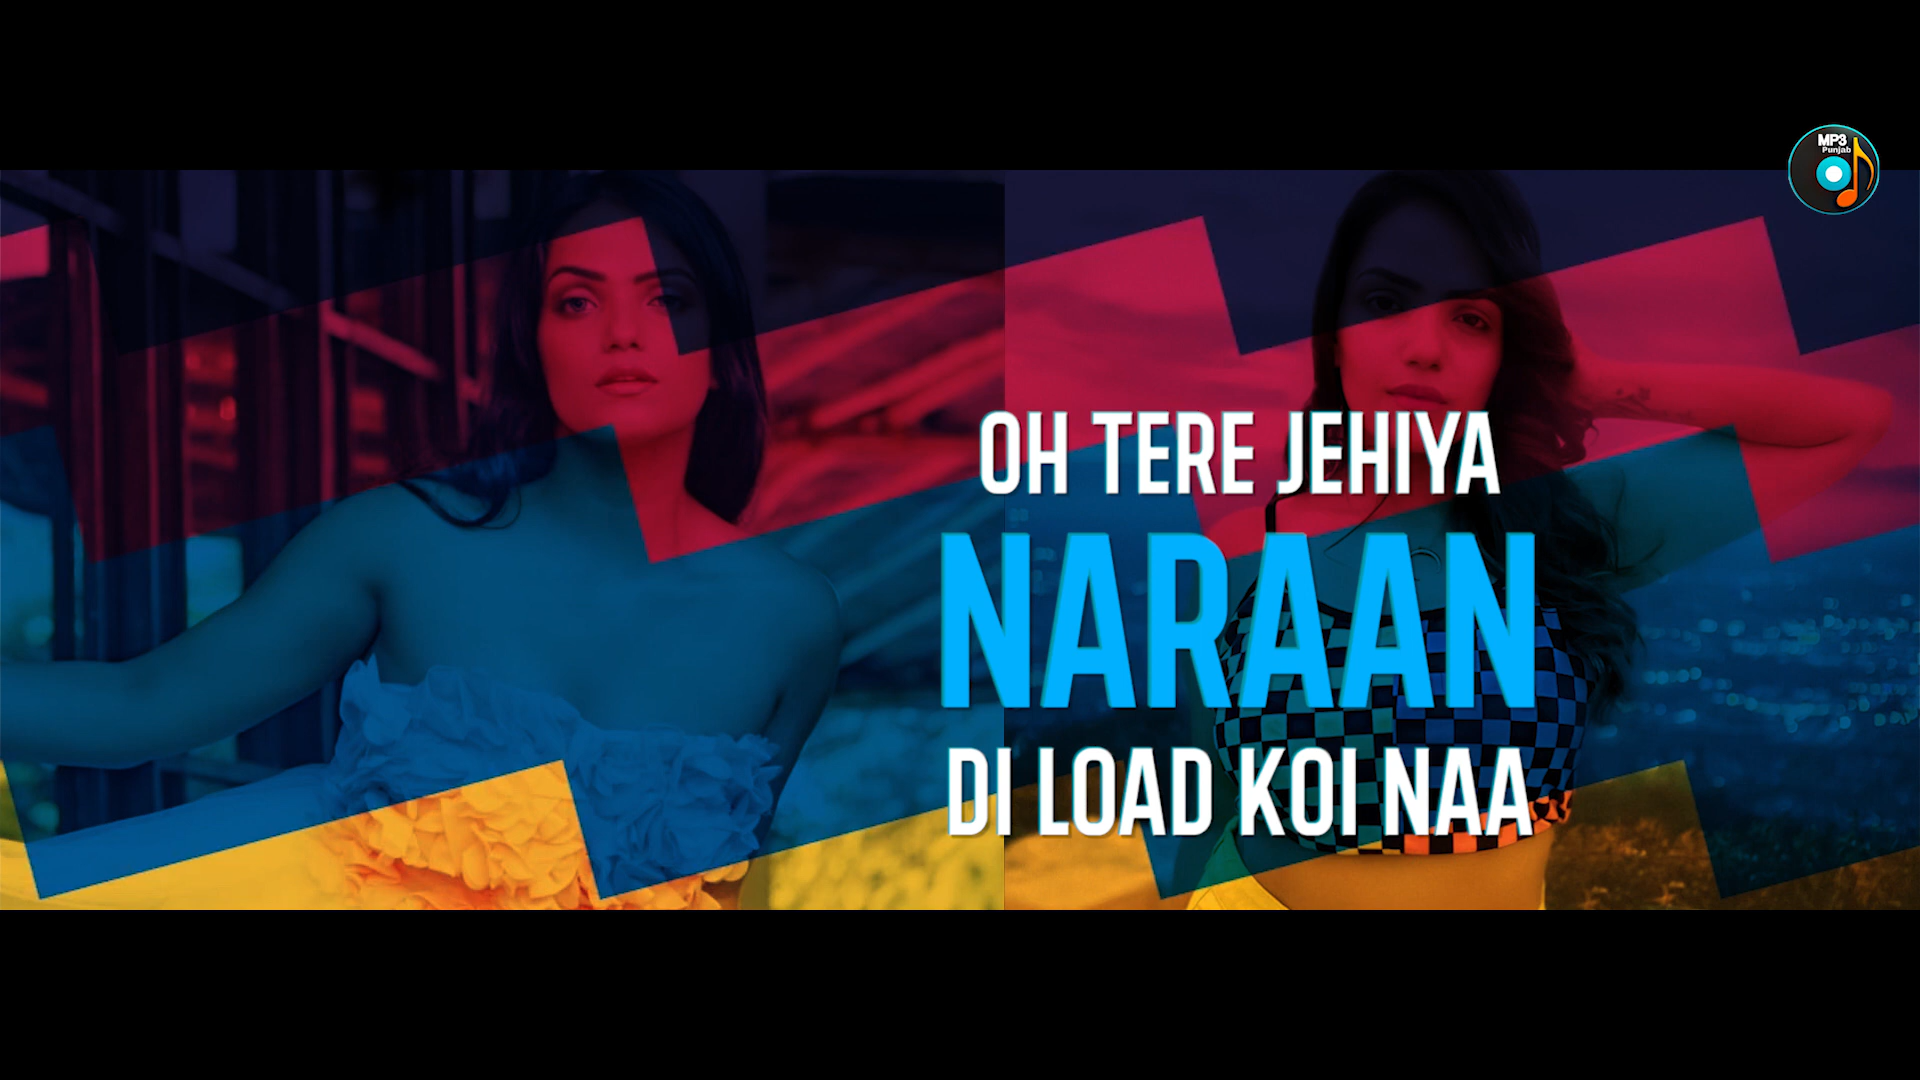 MP3
Punjab
OH TERE JEHIYA
NARAAN
DI LOAD KOI NAA